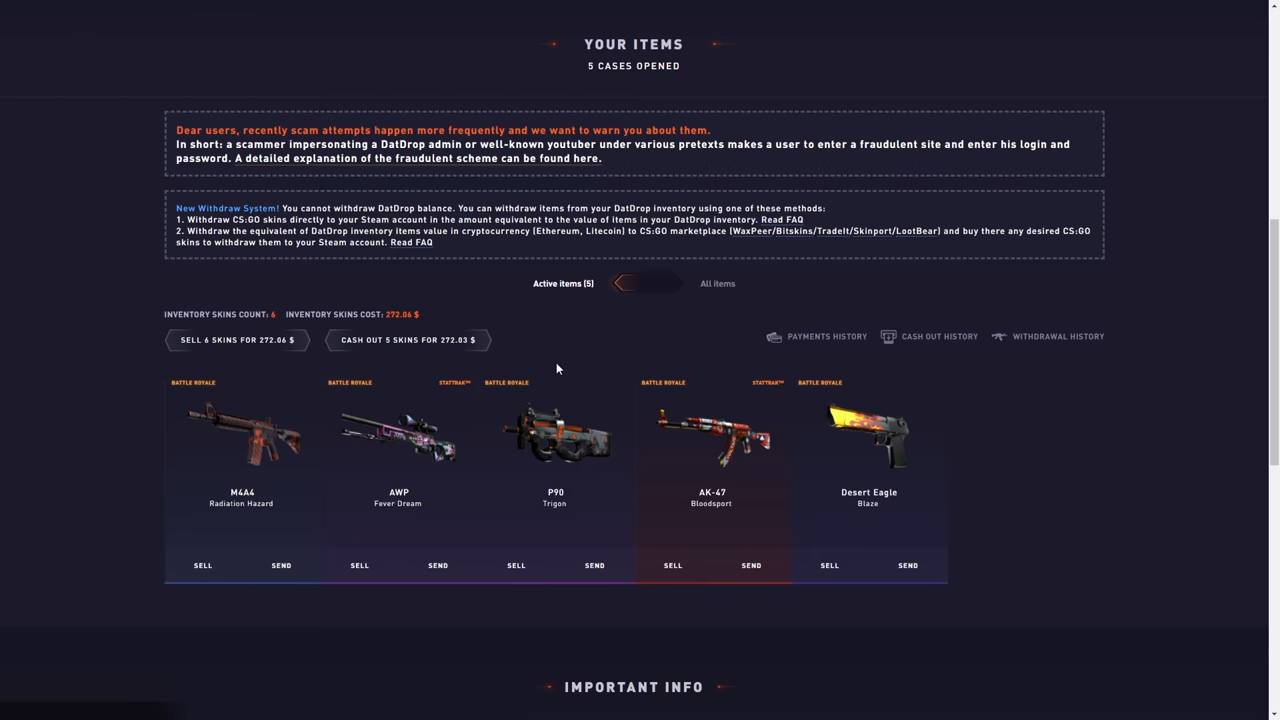 YOUR ITEMS
5 CASES OPENED
Dear users, recently scam attempts happen more frequently and we want to warn you about them.
In short: a scammer impersonating a DatDrop admin or well-known youtuber under various pretexts makes a user to enter a fraudulent site and enter his login and
password. A detailed explanation of the fraudulent scheme can be found here.
New Withdraw System! You cannot withdraw DatDrop balance. You can withdraw items from your DatDrop inventory using one of these methods:
1. Withdraw CS:GO skins directly to your Steam account in the amount equivalent to the value of items in your DatDrop inventory. Read FAQ
2. Withdraw the equivalent of DatDrop inventory items value in cryptocurrency (Ethereum, Litecoin) to CS:GO marketplace (WaxPeer/Bitskins/TradeIt/Skinport/LootBear) and buy there any desired CS:GO
skins to withdraw them to your Steam account. Read FAQ
Active items (5) All items
INVENTORY SKINS COUNT: 6 INVENTORY SKINS COST: 272.06 $
SELL 6 SKINS FOR 272.06 $ CASH OUT 5 SKINS FOR 272.03 $ PAYMENTS HISTORY CASH OUT HISTORY WITHDRAWAL HISTORY
BATTLE ROYALE BATTLE ROYALE STATTRAK™ BATTLE ROYALE BATTLE ROYALE STATTRAK™ BATTLE ROYALE
M4A4 AWP P90 AK-47 Desert Eagle
Radiation Hazard Fever Dream Trigon Bloodsport Blaze
SELL SEND SELL SEND SELL SEND SELL SEND SELL SEND
IMPORTANT INFO